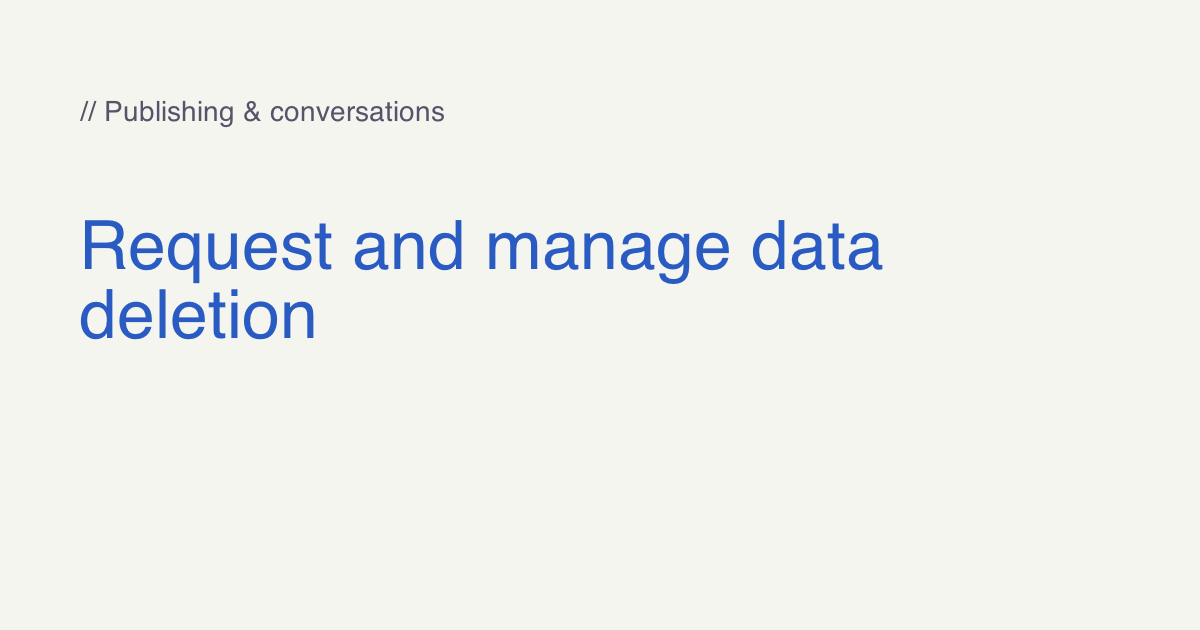 // Publishing & conversations
Request and manage data
deletion